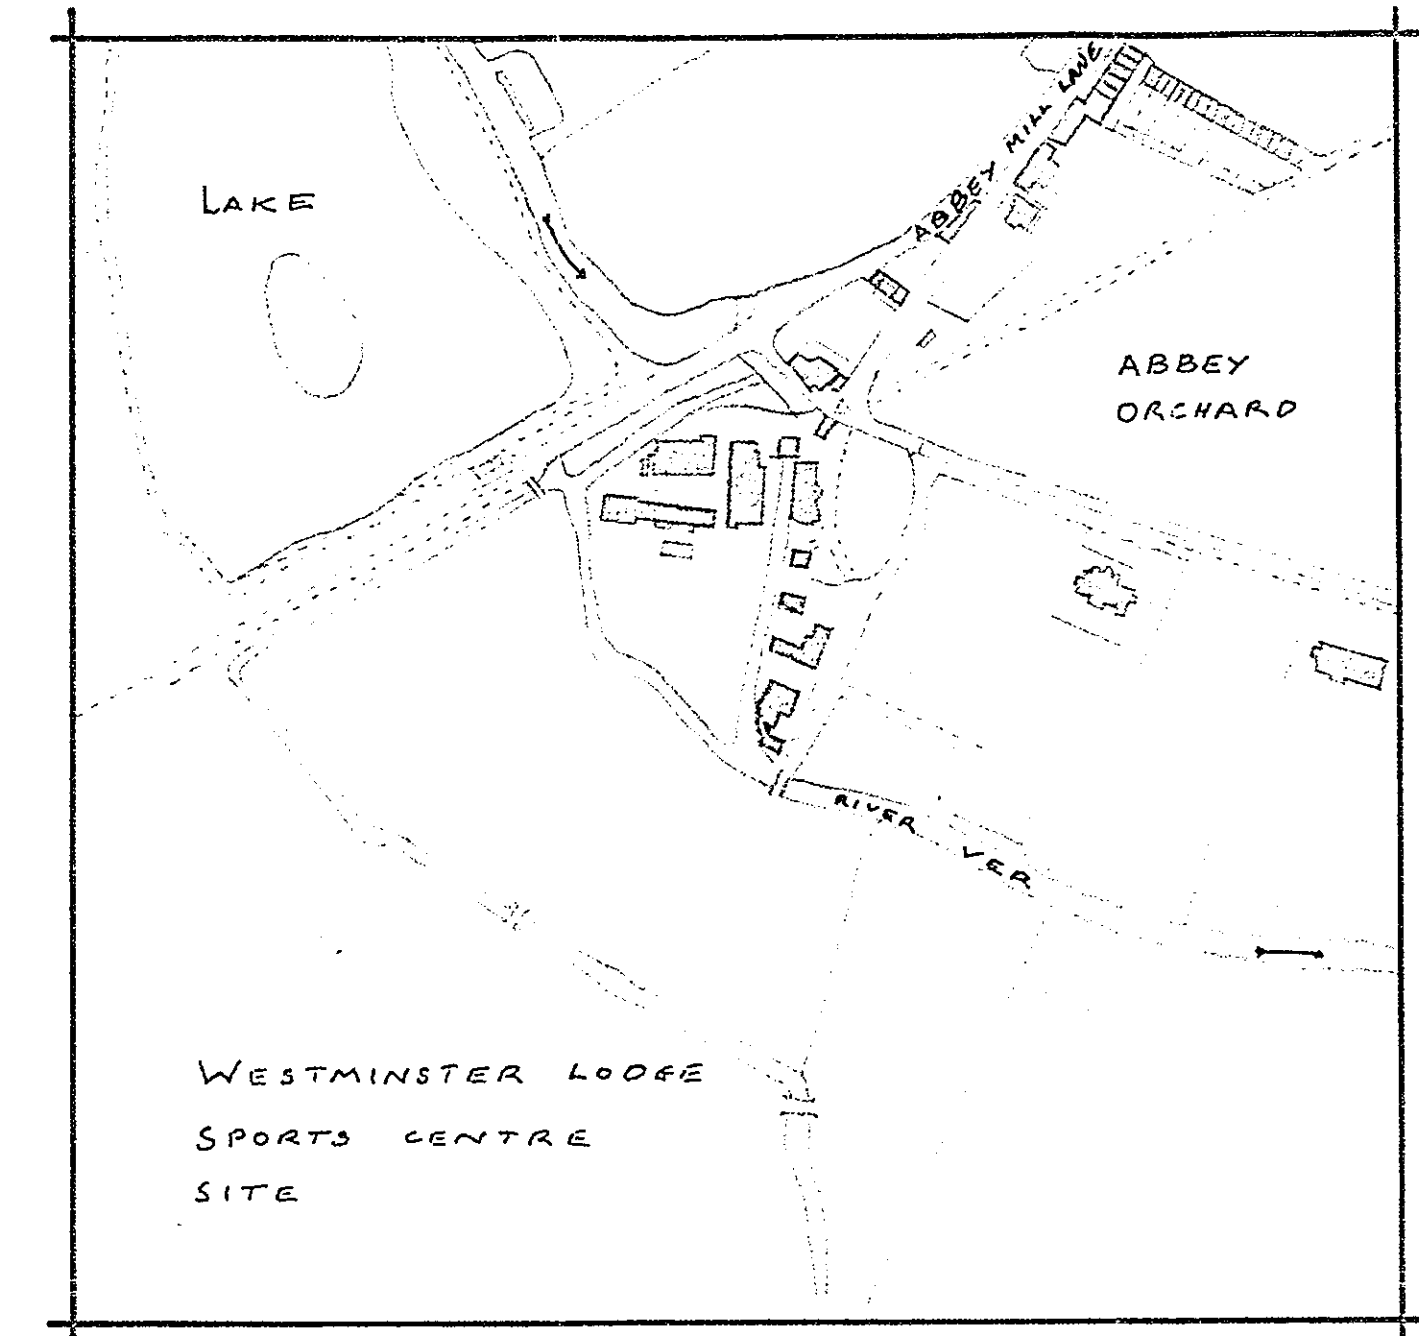 ABBEY MILL LANE
LAKE
ABBEY
ORCHARD
RIVER VER
WESTMINSTER LODGE
SPORTS CENTRE
SITE